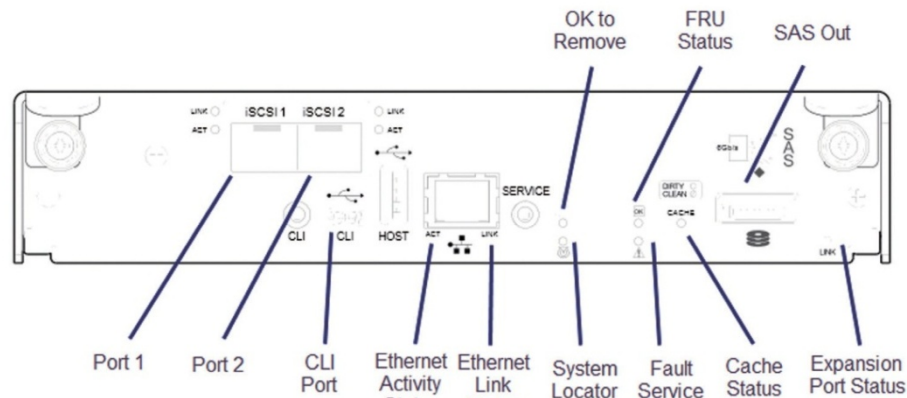 OK to
Remove
FRU
Status
SAS Out
LINK
ACT
iSCSI 1
iSCSI 2
LINK
ACT
6Gb/s
SAS
SERVICE
DIRTY
CLEAN
OK
CACHE
CLI
CLI
HOST
ACT
LINK
LINK
Port 1
Port 2
CLI
Port
Ethernet
Activity
Ethernet
Link
System
Locator
Fault
Service
Cache
Status
Expansion
Port Status